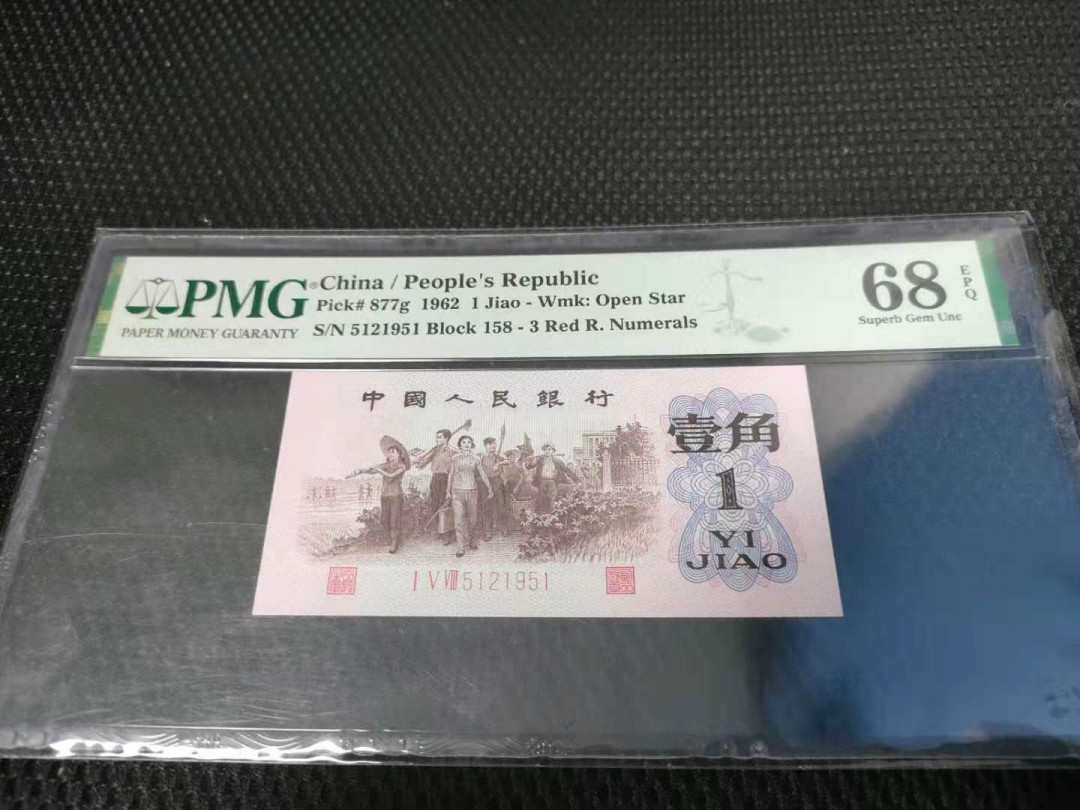 PMG®
PAPER MONEY GUARANTY
China / People's Republic
Pick# 877g 1962 1 Jiao - Wmk: Open Star
S/N 5121951 Block 158 - 3 Red R. Numerals
68
EPQ
Superb Gem Unc
中國人民銀行
壹角
1
YI
JIAO
I V VIII 5121951